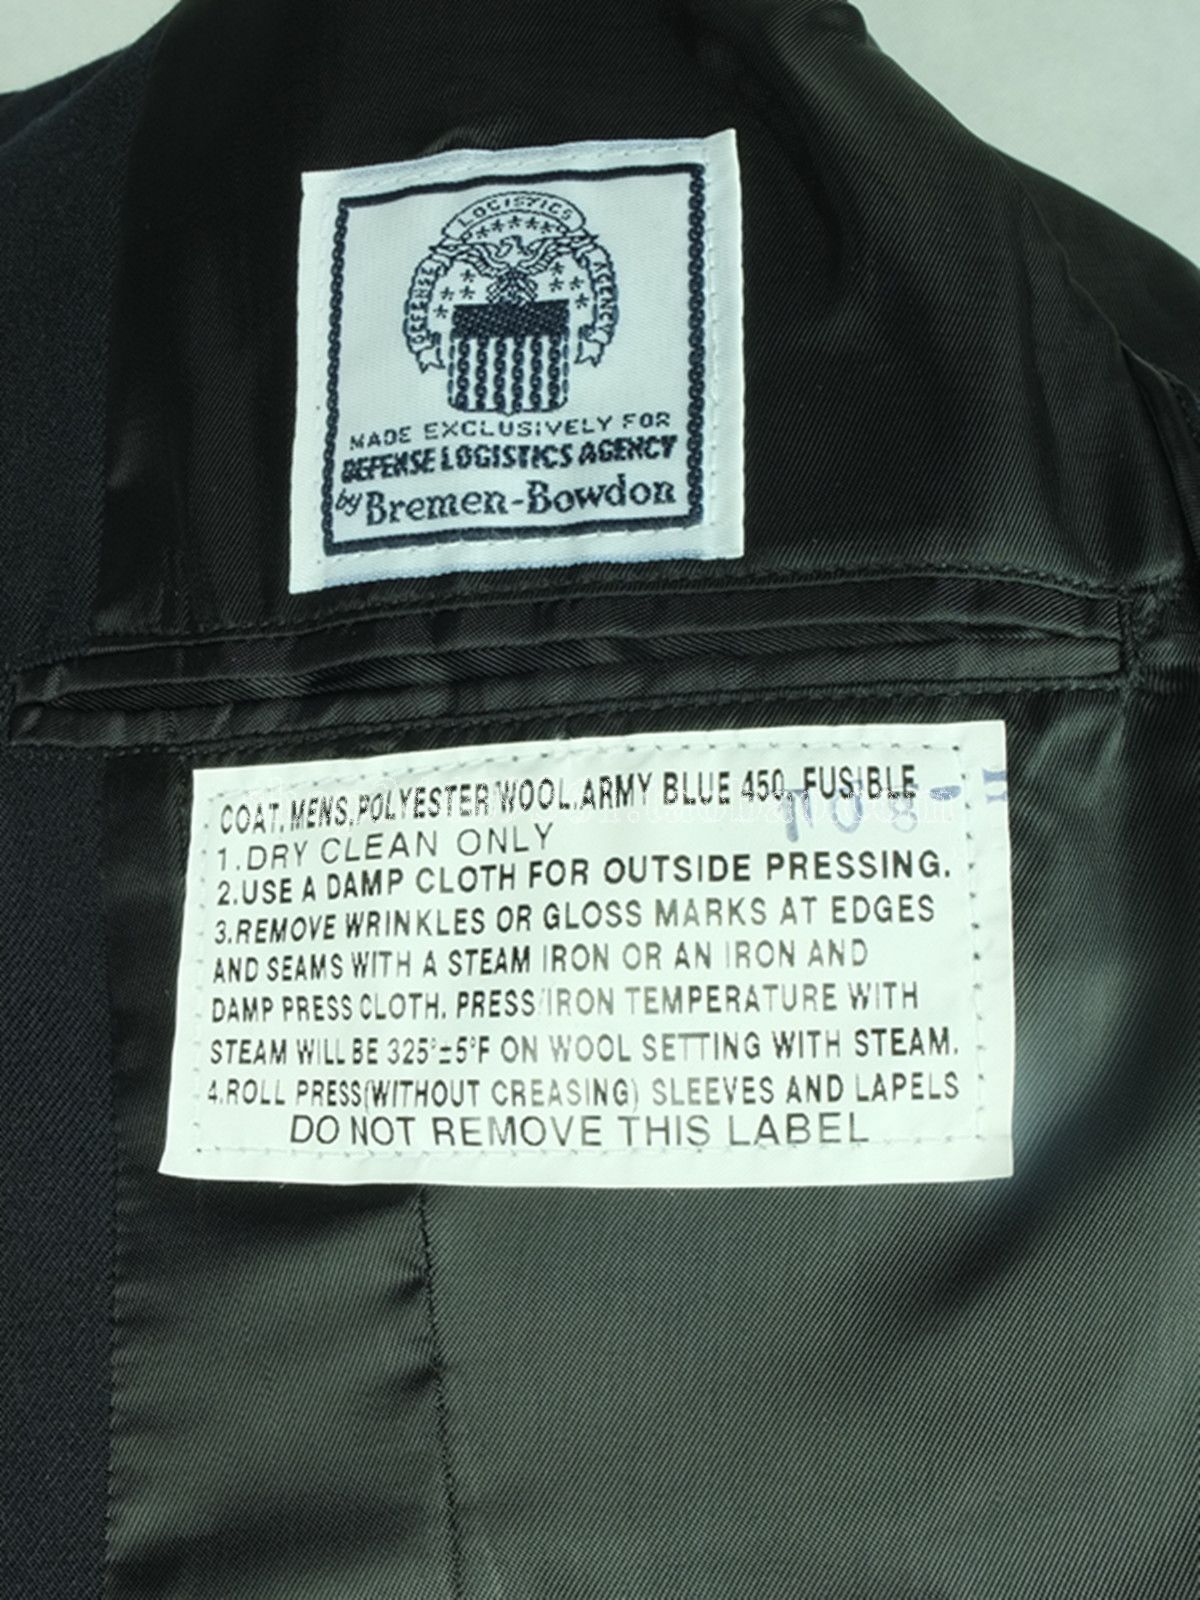 DEFENSE LOGISTICS AGENCY
MADE EXCLUSIVELY FOR
DEFENSE LOGISTICS AGENCY
by Bremen-Bowdon
COAT, MENS, POLYESTER/WOOL, ARMY BLUE 450, FUSIBLE
1.DRY CLEAN ONLY
2.USE A DAMP CLOTH FOR OUTSIDE PRESSING.
3.REMOVE WRINKLES OR GLOSS MARKS AT EDGES
AND SEAMS WITH A STEAM IRON OR AN IRON AND
DAMP PRESS CLOTH. PRESS/IRON TEMPERATURE WITH
STEAM WILL BE 325°±5°F ON WOOL SETTING WITH STEAM.
4.ROLL PRESS(WITHOUT CREASING) SLEEVES AND LAPELS
DO NOT REMOVE THIS LABEL